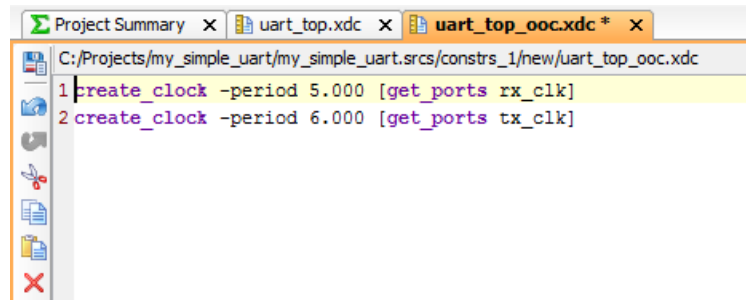 Project Summary × uart_top.xdc × uart_top_ooc.xdc * ×
C:/Projects/my_simple_uart/my_simple_uart.srcs/constrs_1/new/uart_top_ooc.xdc
1 create_clock -period 5.000 [get_ports rx_clk]
2 create_clock -period 6.000 [get_ports tx_clk]